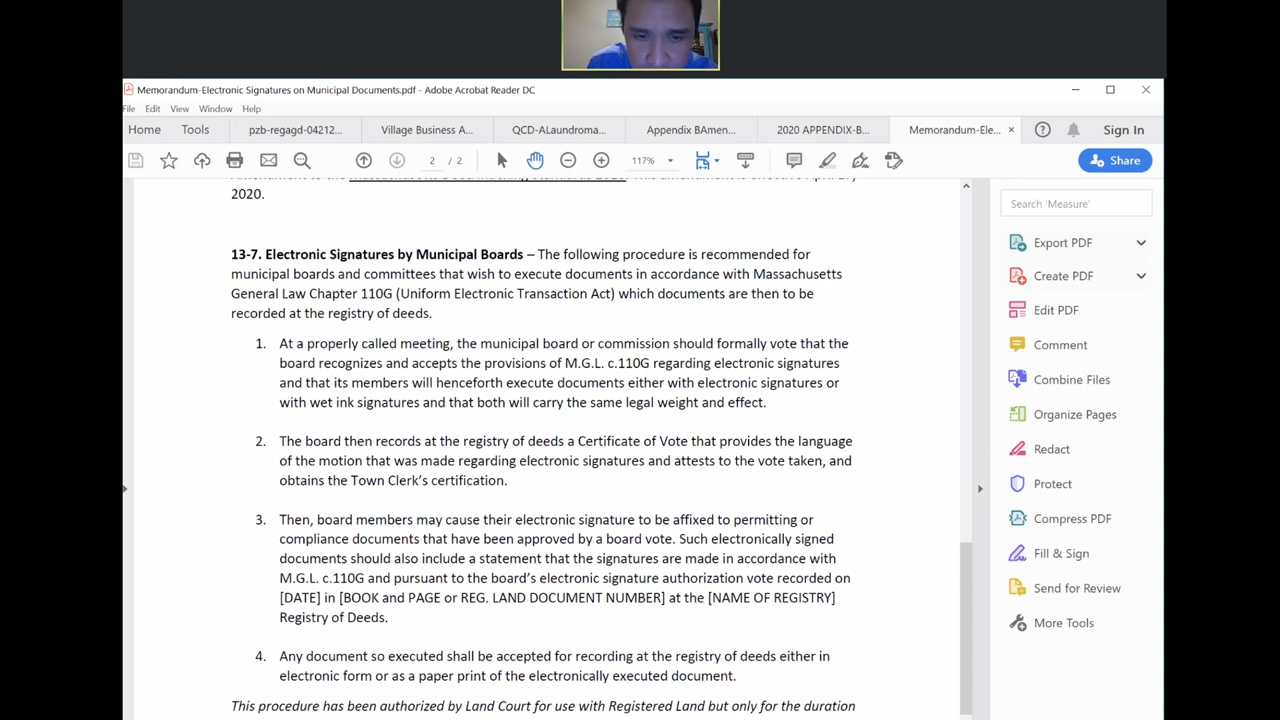 Memorandum-Electronic Signatures on Municipal Documents.pdf - Adobe Acrobat Reader DC
File Edit View Window Help
Home Tools pzb-regagd-04212... Village Business A... QCD-ALaundroma... Appendix BAmen... 2020 APPENDIX-B... Memorandum-Ele... × Sign In
2 / 2 117% Share
2020.
Search 'Measure'
13-7. Electronic Signatures by Municipal Boards – The following procedure is recommended for
municipal boards and committees that wish to execute documents in accordance with Massachusetts
General Law Chapter 110G (Uniform Electronic Transaction Act) which documents are then to be
recorded at the registry of deeds.
1. At a properly called meeting, the municipal board or commission should formally vote that the
board recognizes and accepts the provisions of M.G.L. c.110G regarding electronic signatures
and that its members will henceforth execute documents either with electronic signatures or
with wet ink signatures and that both will carry the same legal weight and effect.
2. The board then records at the registry of deeds a Certificate of Vote that provides the language
of the motion that was made regarding electronic signatures and attests to the vote taken, and
obtains the Town Clerk's certification.
3. Then, board members may cause their electronic signature to be affixed to permitting or
compliance documents that have been approved by a board vote. Such electronically signed
documents should also include a statement that the signatures are made in accordance with
M.G.L. c.110G and pursuant to the board's electronic signature authorization vote recorded on
[DATE] in [BOOK and PAGE or REG. LAND DOCUMENT NUMBER] at the [NAME OF REGISTRY]
Registry of Deeds.
4. Any document so executed shall be accepted for recording at the registry of deeds either in
electronic form or as a paper print of the electronically executed document.
This procedure has been authorized by Land Court for use with Registered Land but only for the duration
Export PDF
Create PDF
Edit PDF
Comment
Combine Files
Organize Pages
Redact
Protect
Compress PDF
Fill & Sign
Send for Review
More Tools